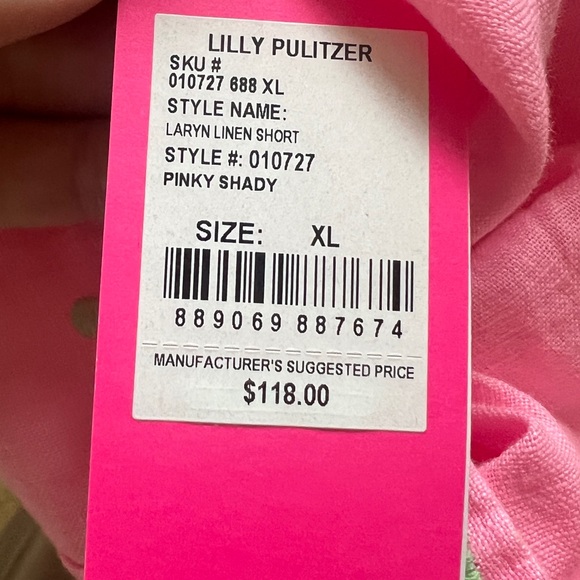 LILLY PULITZER
SKU #
010727 688 XL
STYLE NAME:
LARYN LINEN SHORT
STYLE #: 010727
PINKY SHADY
SIZE: XL
889069 887674
MANUFACTURER'S SUGGESTED PRICE
$118.00